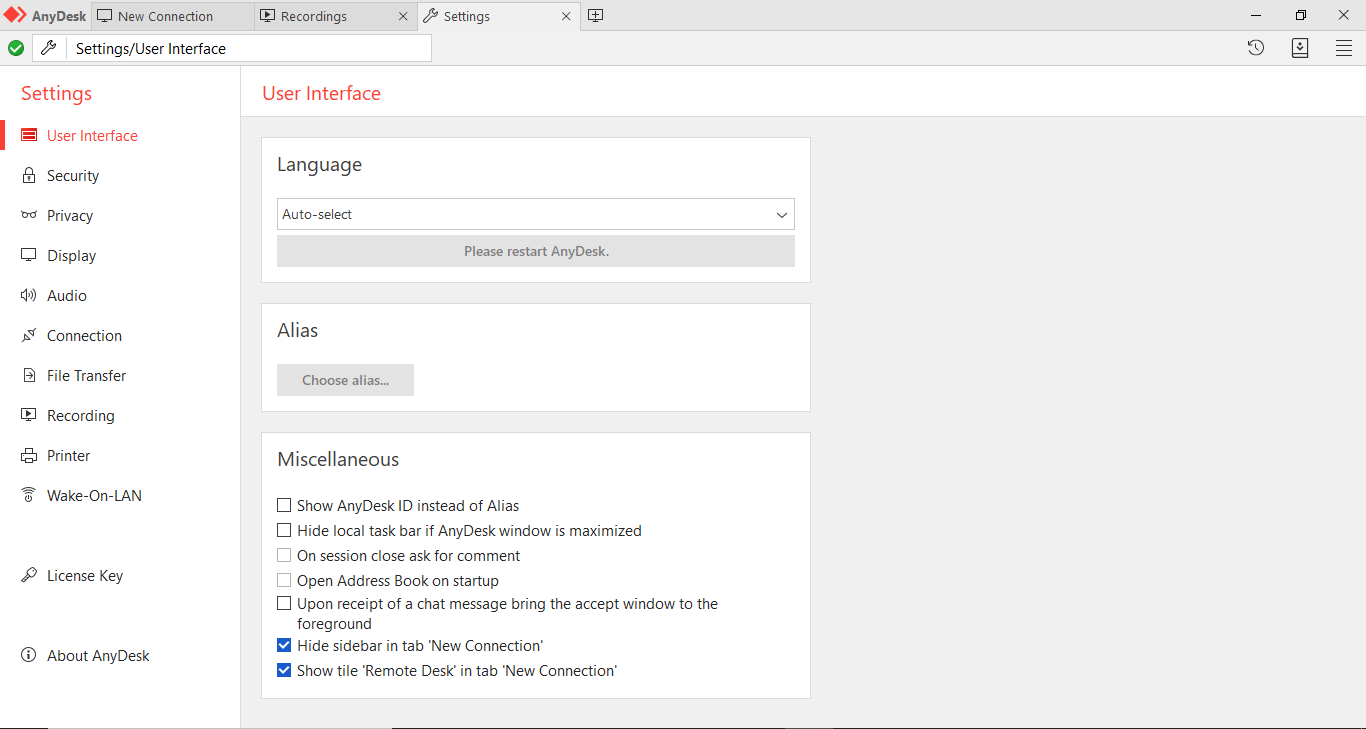 AnyDesk
New Connection
Recordings
Settings
Settings/User Interface
Settings
User Interface
Security
Privacy
Display
Audio
Connection
File Transfer
Recording
Printer
Wake-On-LAN
License Key
About AnyDesk
User Interface
Language
Auto-select
Please restart AnyDesk.
Alias
Choose alias...
Miscellaneous
Show AnyDesk ID instead of Alias
Hide local task bar if AnyDesk window is maximized
On session close ask for comment
Open Address Book on startup
Upon receipt of a chat message bring the accept window to the
foreground
Hide sidebar in tab 'New Connection'
Show tile 'Remote Desk' in tab 'New Connection'